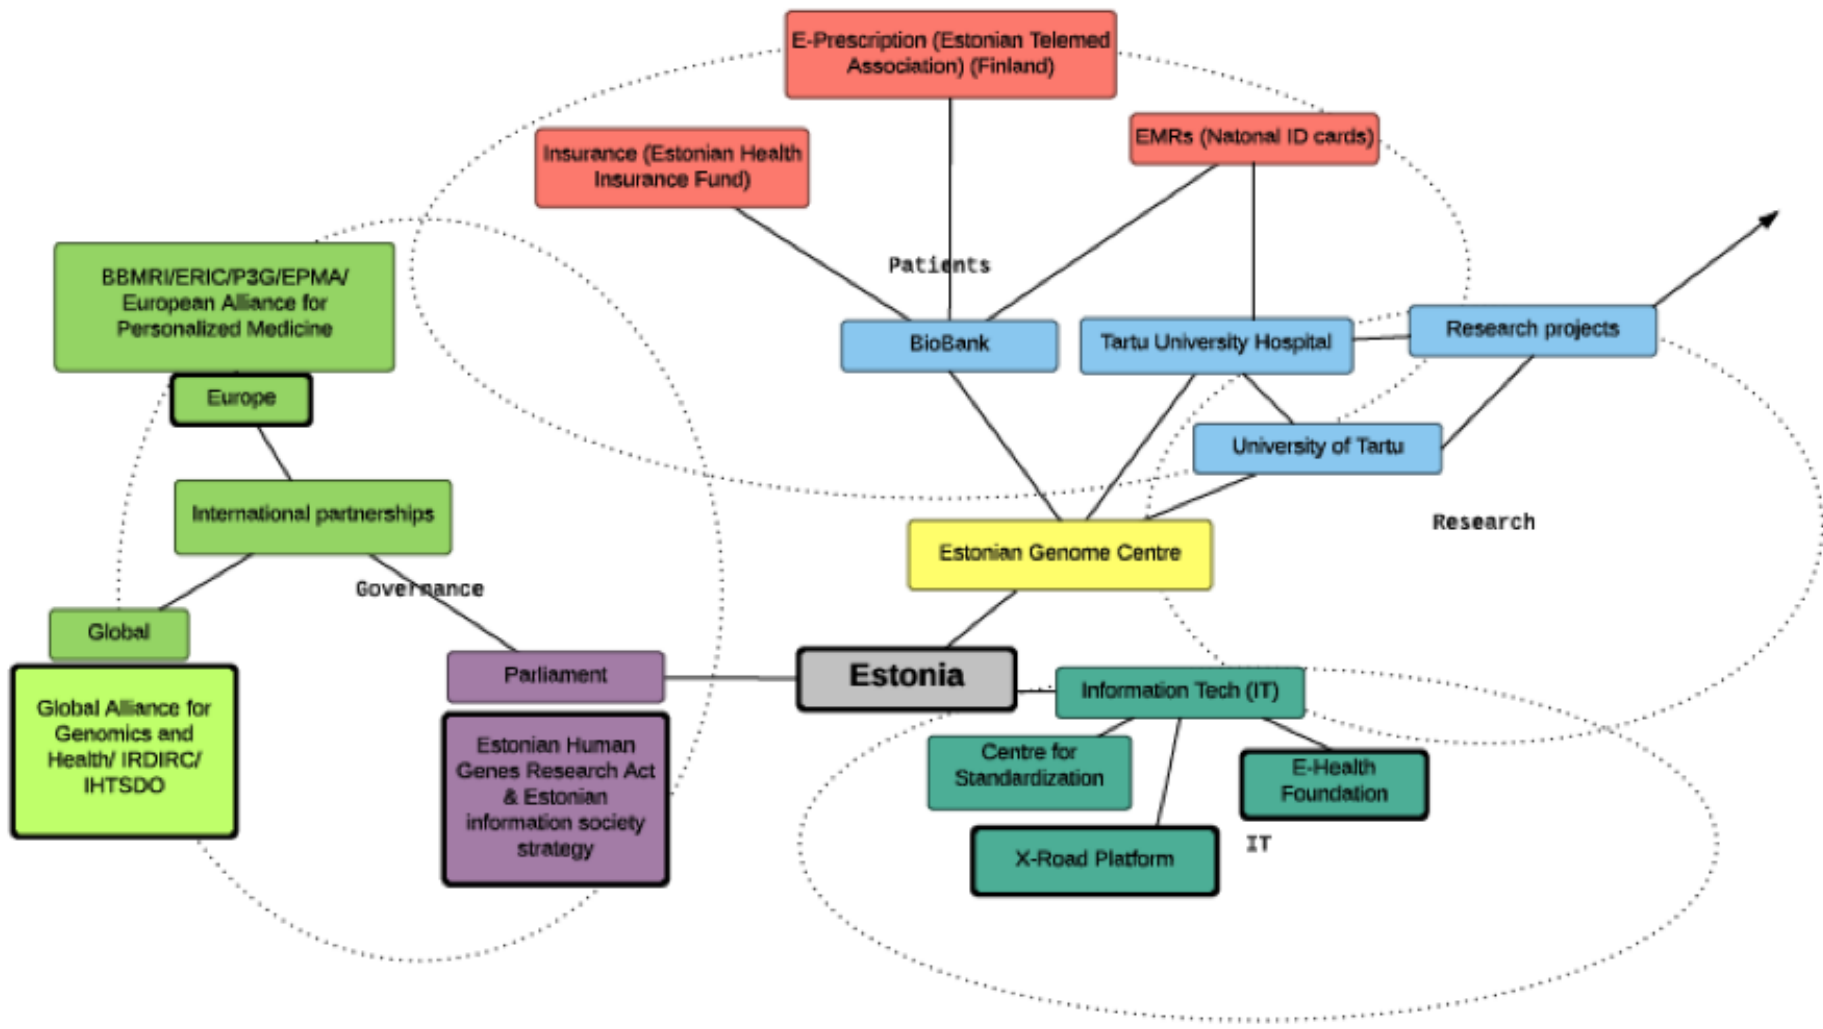 E-Prescription (Estonian Telemed
Association) (Finland)
EMRs (Natonal ID cards)
Insurance (Estonian Health
Insurance Fund)
Patients
BBMRI/ERIC/P3G/EPMA/
European Alliance for
Personalized Medicine
Europe
BioBank
Tartu University Hospital
Research projects
University of Tartu
International partnerships
Research
Estonian Genome Centre
Governance
Global
Global Alliance for
Genomics and
Health/ IRDIRC/
IHTSDO
Parliament
Estonia
Information Tech (IT)
Estonian Human
Genes Research Act
& Estonian
information society
strategy
Centre for
Standardization
E-Health
Foundation
X-Road Platform
IT